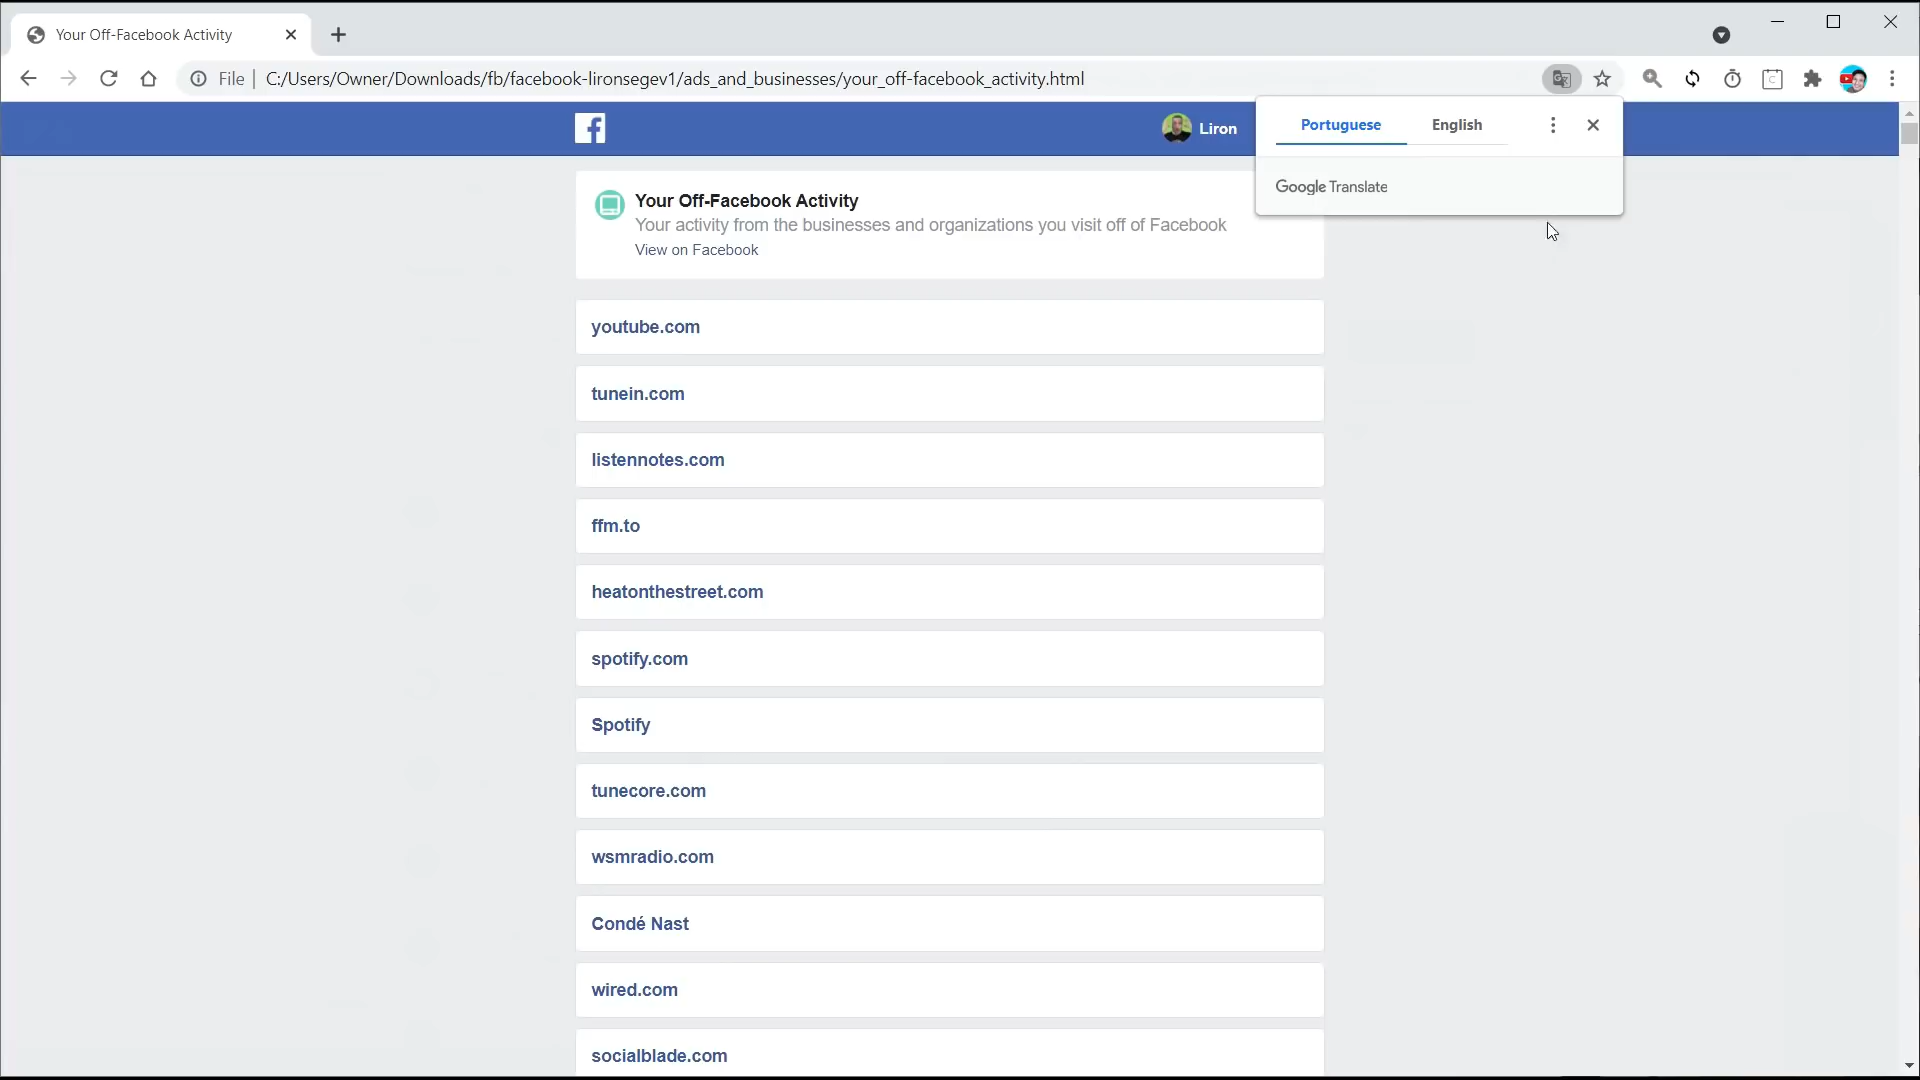 Your Off-Facebook Activity
File
C:/Users/Owner/Downloads/fb/facebook-lironsegev1/ads_and_businesses/your_off-facebook_activity.html
Liron
Portuguese
English
Google Translate
Your Off-Facebook Activity
Your activity from the businesses and organizations you visit off of Facebook
View on Facebook
youtube.com
tunein.com
listennotes.com
ffm.to
heatonthestreet.com
spotify.com
Spotify
tunecore.com
wsmradio.com
Condé Nast
wired.com
socialblade.com